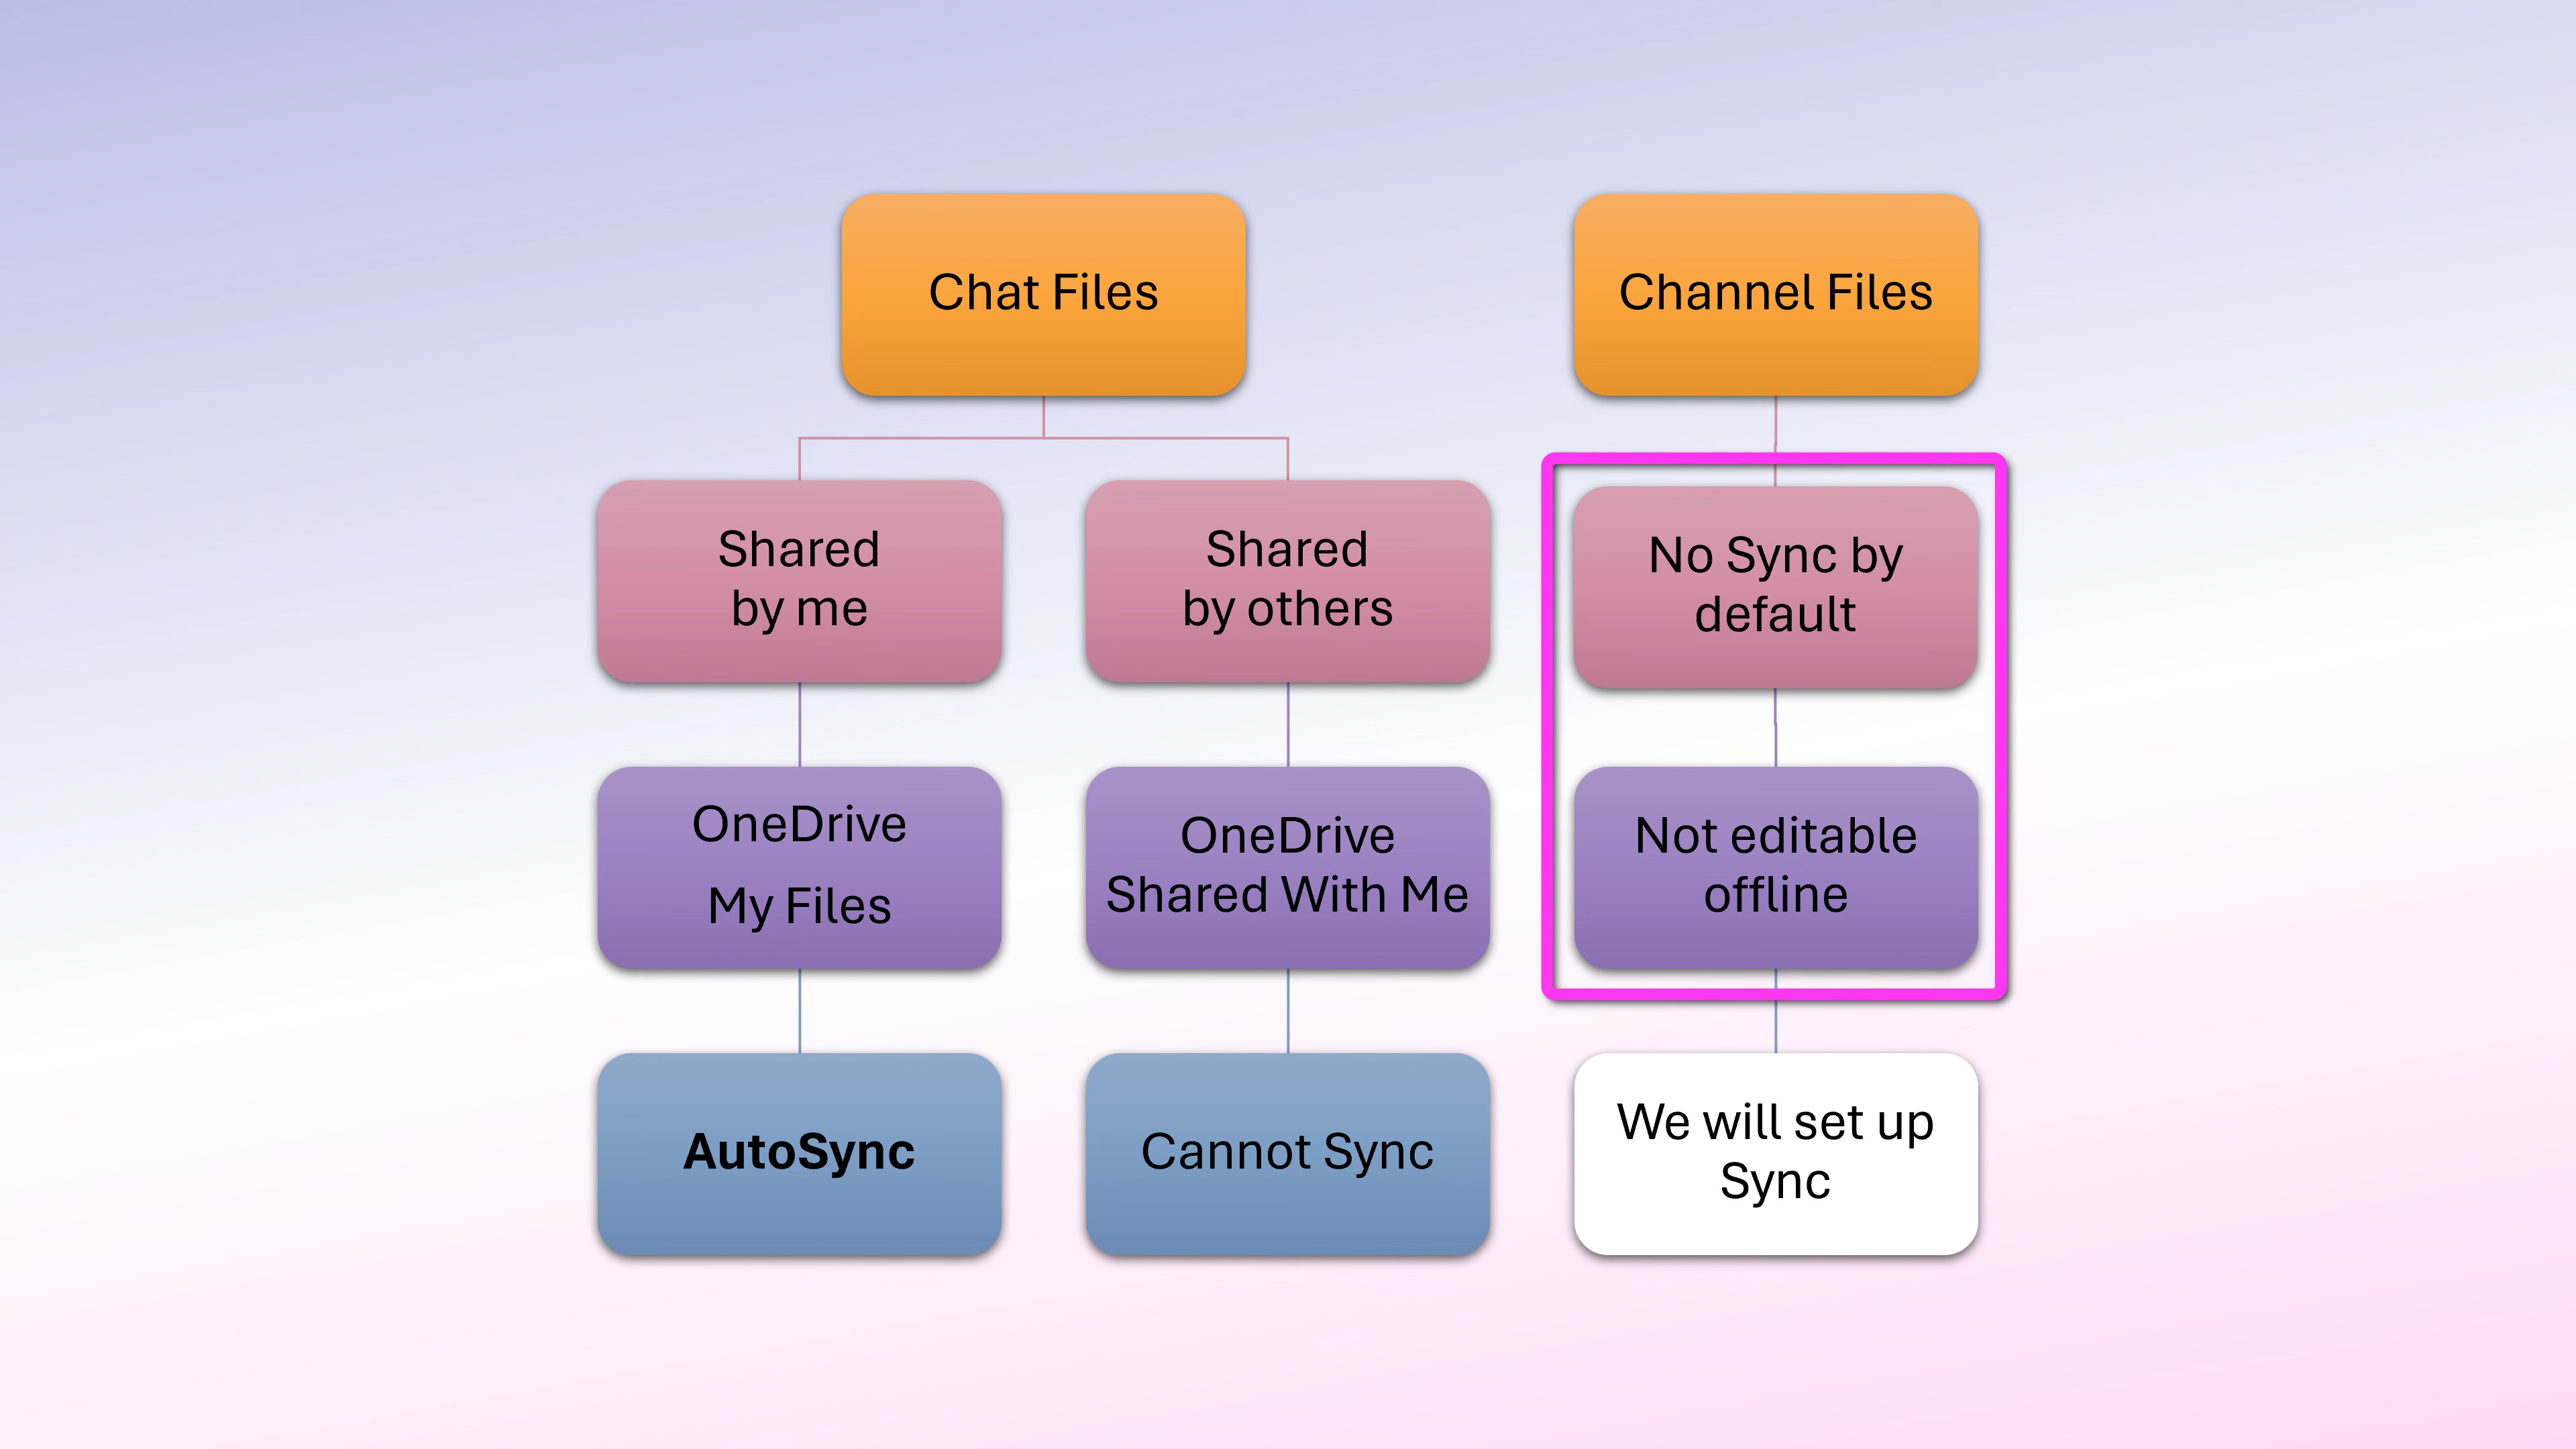 Chat Files
Channel Files
Shared
by me
Shared
by others
No Sync by
default
OneDrive
My Files
OneDrive
Shared With Me
Not editable
offline
AutoSync
Cannot Sync
We will set up
Sync